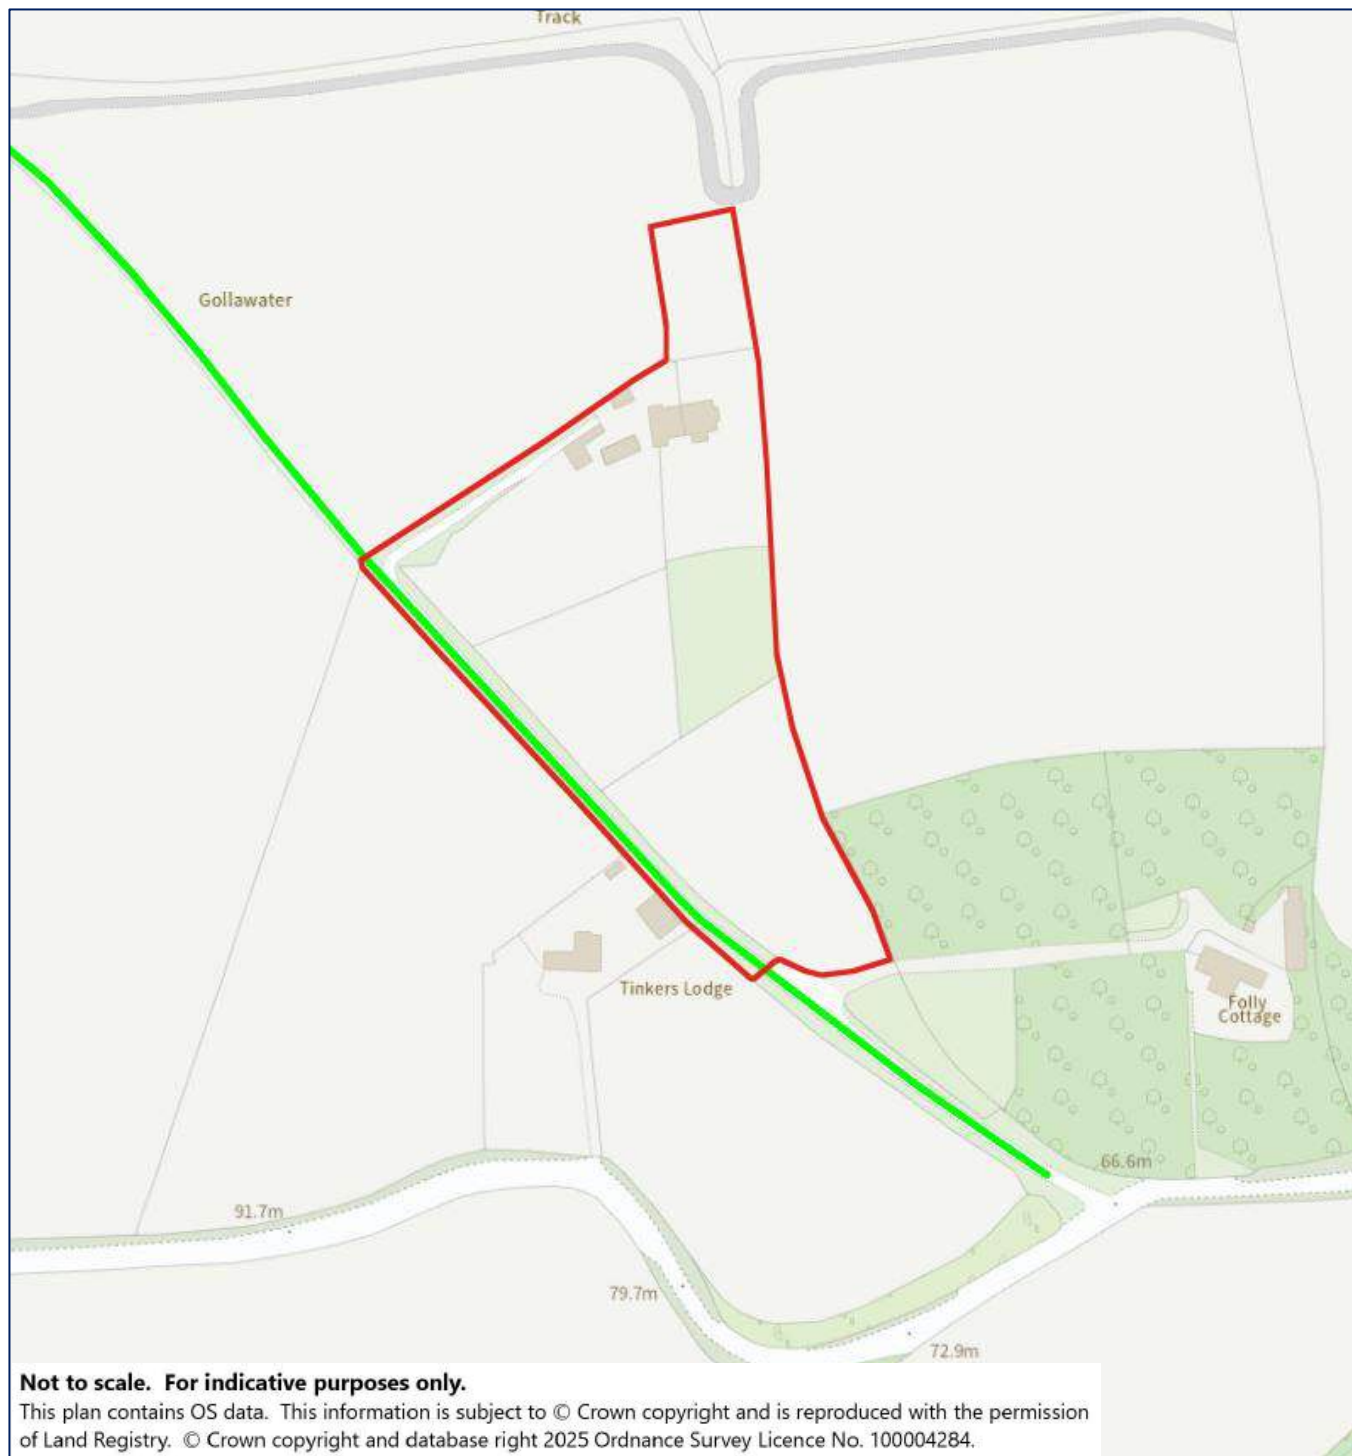 Track
Gollawater
Tinkers Lodge
Folly
Cottage
66.6m
91.7m
79.7m
72.9m
Not to scale. For indicative purposes only.
This plan contains OS data. This information is subject to © Crown copyright and is reproduced with the permission
of Land Registry. © Crown copyright and database right 2025 Ordnance Survey Licence No. 100004284.